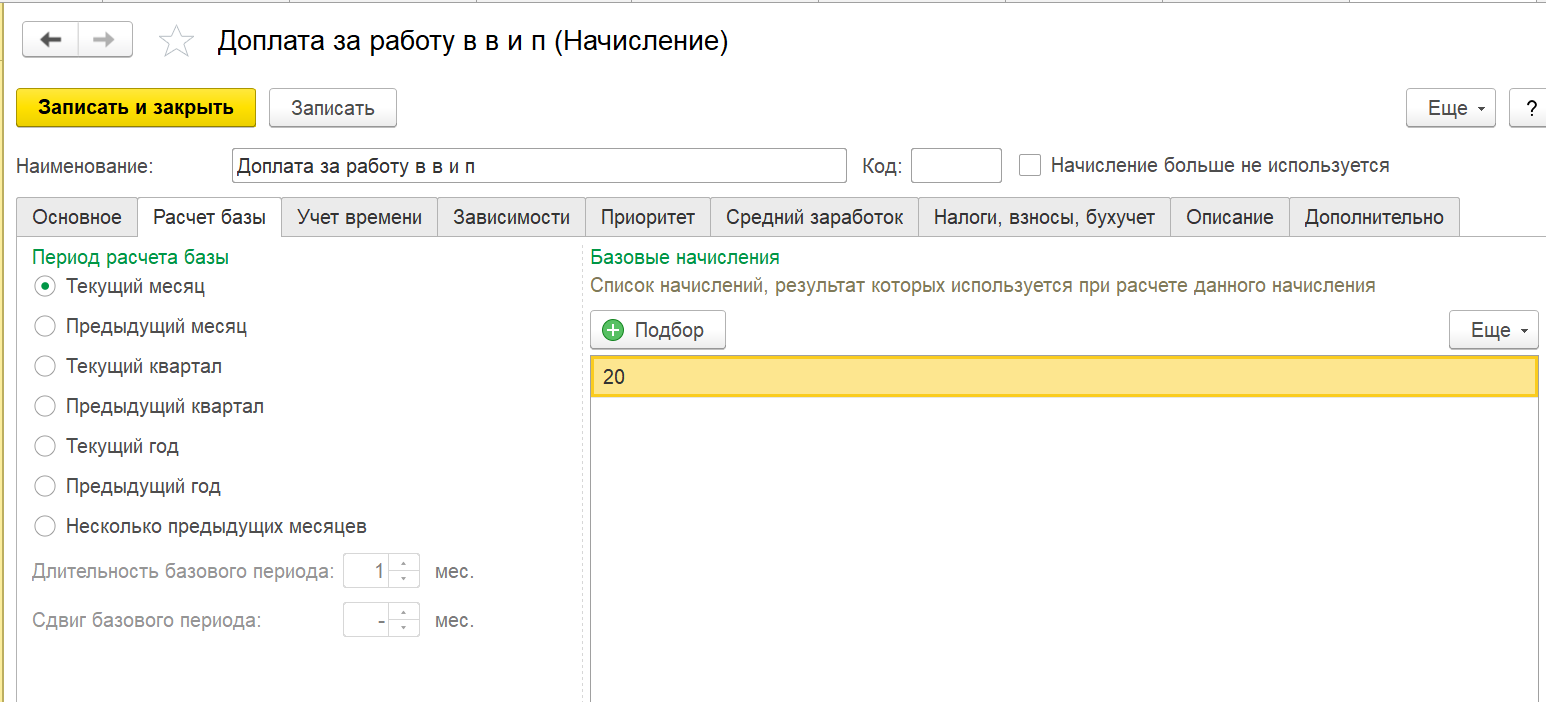 Доплата за работу в в и п (Начисление)
Записать и закрыть Записать Еще ?
Наименование: Доплата за работу в в и п Код: Начисление больше не используется
Основное Расчет базы Учет времени Зависимости Приоритет Средний заработок Налоги, взносы, бухучет Описание Дополнительно
Период расчета базы
Текущий месяц
Предыдущий месяц
Текущий квартал
Предыдущий квартал
Текущий год
Предыдущий год
Несколько предыдущих месяцев
Длительность базового периода: 1 мес.
Сдвиг базового периода: - мес.
Базовые начисления
Список начислений, результат которых используется при расчете данного начисления
Подбор Еще
20